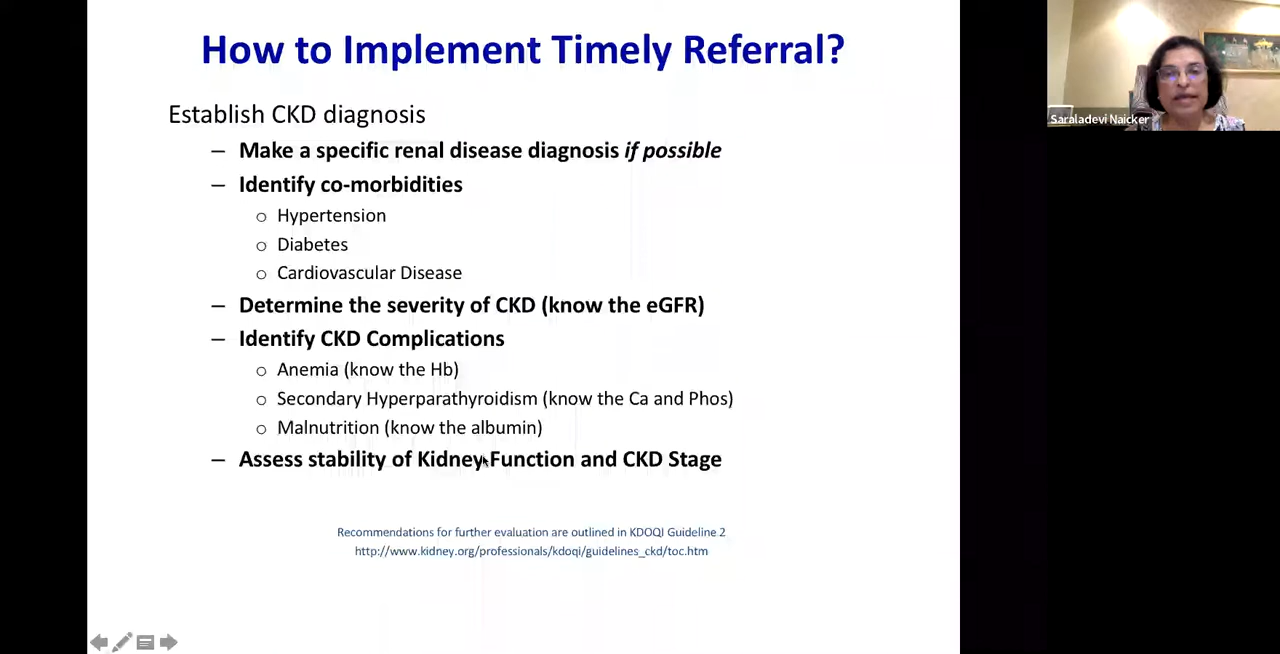 How to Implement Timely Referral?
Establish CKD diagnosis
– Make a specific renal disease diagnosis if possible
– Identify co-morbidities
o Hypertension
o Diabetes
o Cardiovascular Disease
– Determine the severity of CKD (know the eGFR)
– Identify CKD Complications
o Anemia (know the Hb)
o Secondary Hyperparathyroidism (know the Ca and Phos)
o Malnutrition (know the albumin)
– Assess stability of Kidney Function and CKD Stage
Recommendations for further evaluation are outlined in KDOQI Guideline 2
http://www.kidney.org/professionals/kdoqi/guidelines_ckd/toc.htm
Saraladevi Naicker